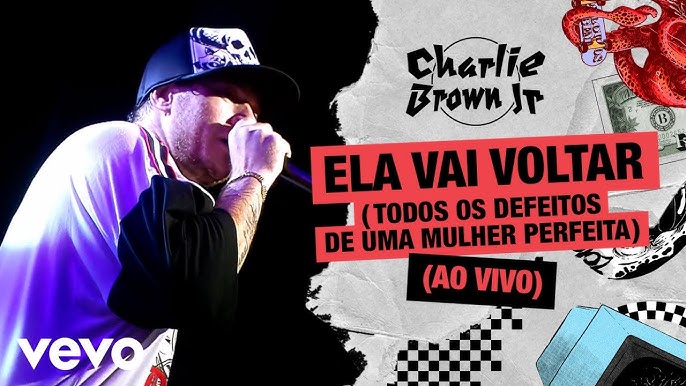 Charlie
Brown Jr
ELA VAI VOLTAR
(TODOS OS DEFEITOS
DE UMA MULHER PERFEITA)
(AO VIVO)
vevo